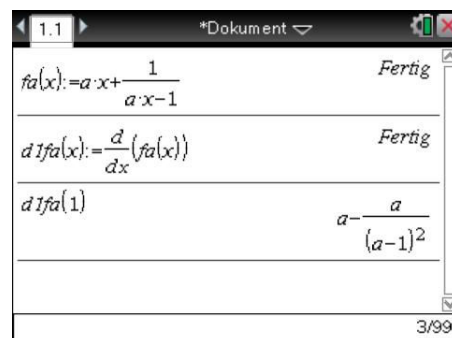 1.1 *Dokument
fa(x):=a·x+1/(a·x-1) Fertig
d1fa(x):=d/dx(fa(x)) Fertig
d1fa(1) a-a/(a-1)²
3/99